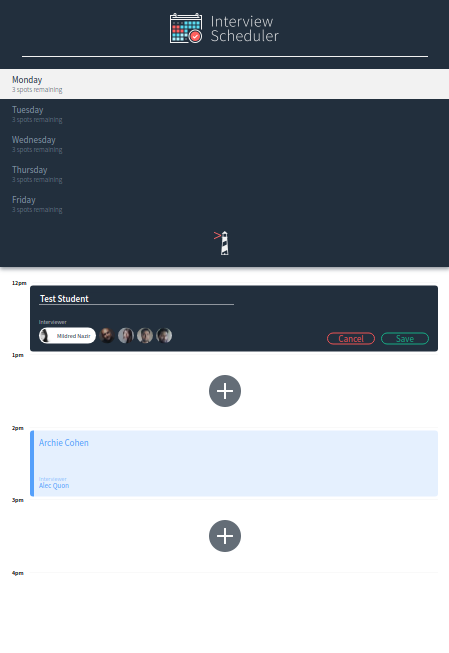 Interview
Scheduler
Monday
3 spots remaining
Tuesday
3 spots remaining
Wednesday
3 spots remaining
Thursday
3 spots remaining
Friday
3 spots remaining
12pm
Test Student
Interviewer
Mildred Nazir
Cancel
Save
1pm
2pm
Archie Cohen
Interviewer
Alec Quon
3pm
4pm